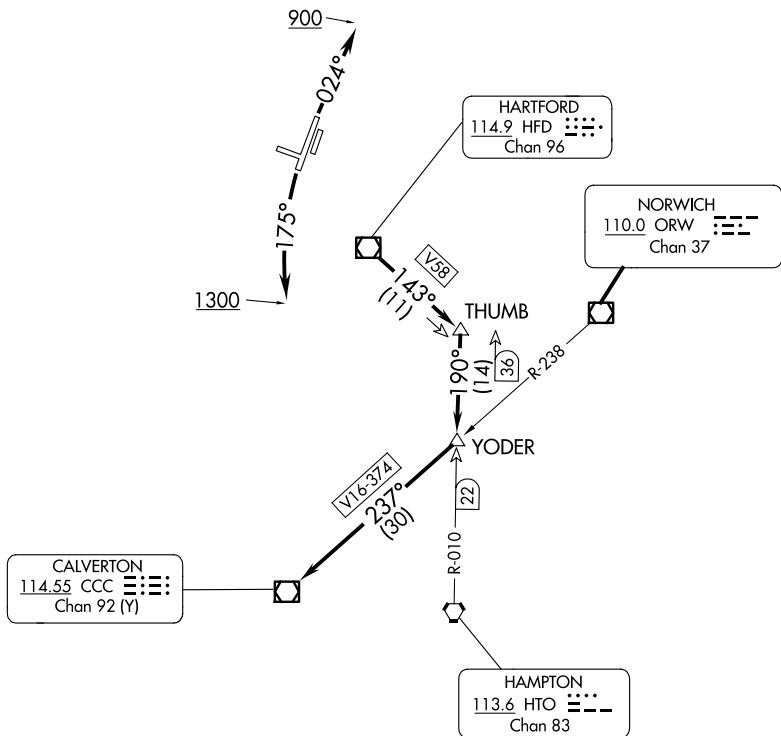 900
024°
HARTFORD
114.9 HFD
Chan 96
175°
NORWICH
110.0 ORW
Chan 37
V58
143°
(11)
1300
THUMB
190°
(14)
36
R-238
YODER
V16-374
237°
(30)
22
R-010
CALVERTON
114.55 CCC
Chan 92 (Y)
HAMPTON
113.6 HTO
Chan 83